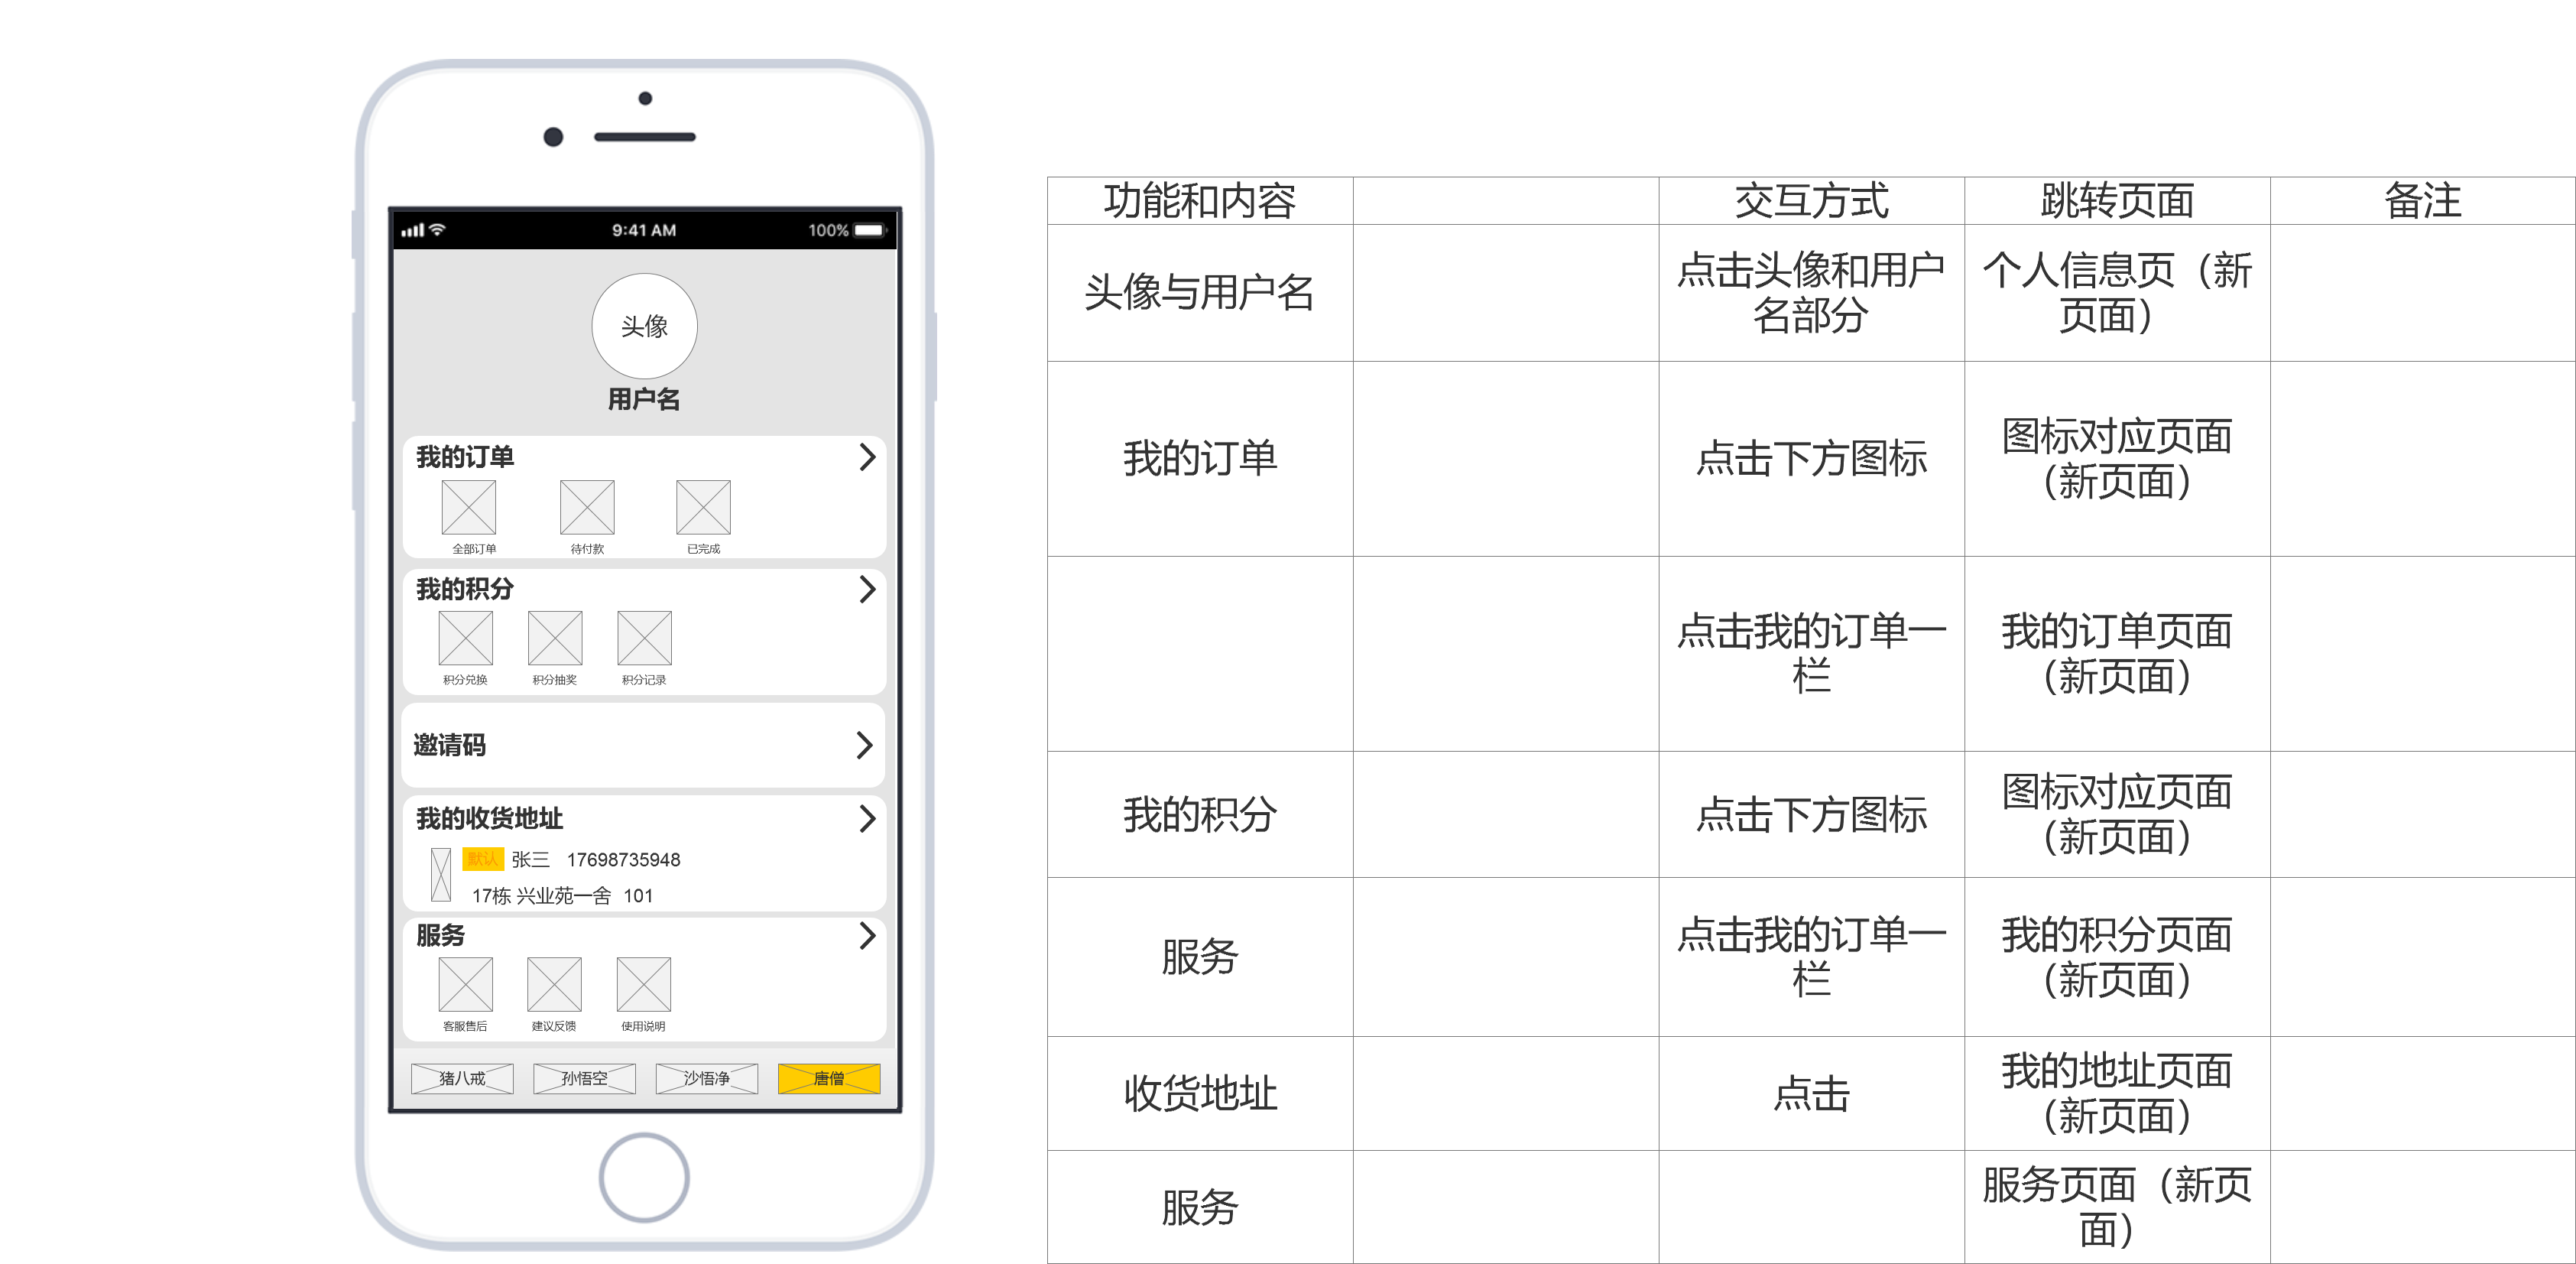 9:41 AM
100%
头像
用户名
我的订单
全部订单 待付款 已完成
我的积分
积分兑换 积分抽奖 积分记录
邀请码
我的收货地址
默认 张三 17698735948
17栋 兴业苑一舍 101
服务
客服售后 建议反馈 使用说明
猪八戒 孙悟空 沙悟净 唐僧
功能和内容 交互方式 跳转页面 备注
头像与用户名
点击头像和用户
名部分
个人信息页（新
页面）
我的订单
点击下方图标
图标对应页面
（新页面）
点击我的订单一
栏
我的订单页面
（新页面）
我的积分
点击下方图标
图标对应页面
（新页面）
服务
点击我的订单一
栏
我的积分页面
（新页面）
收货地址
点击
我的地址页面
（新页面）
服务
服务页面（新页
面）